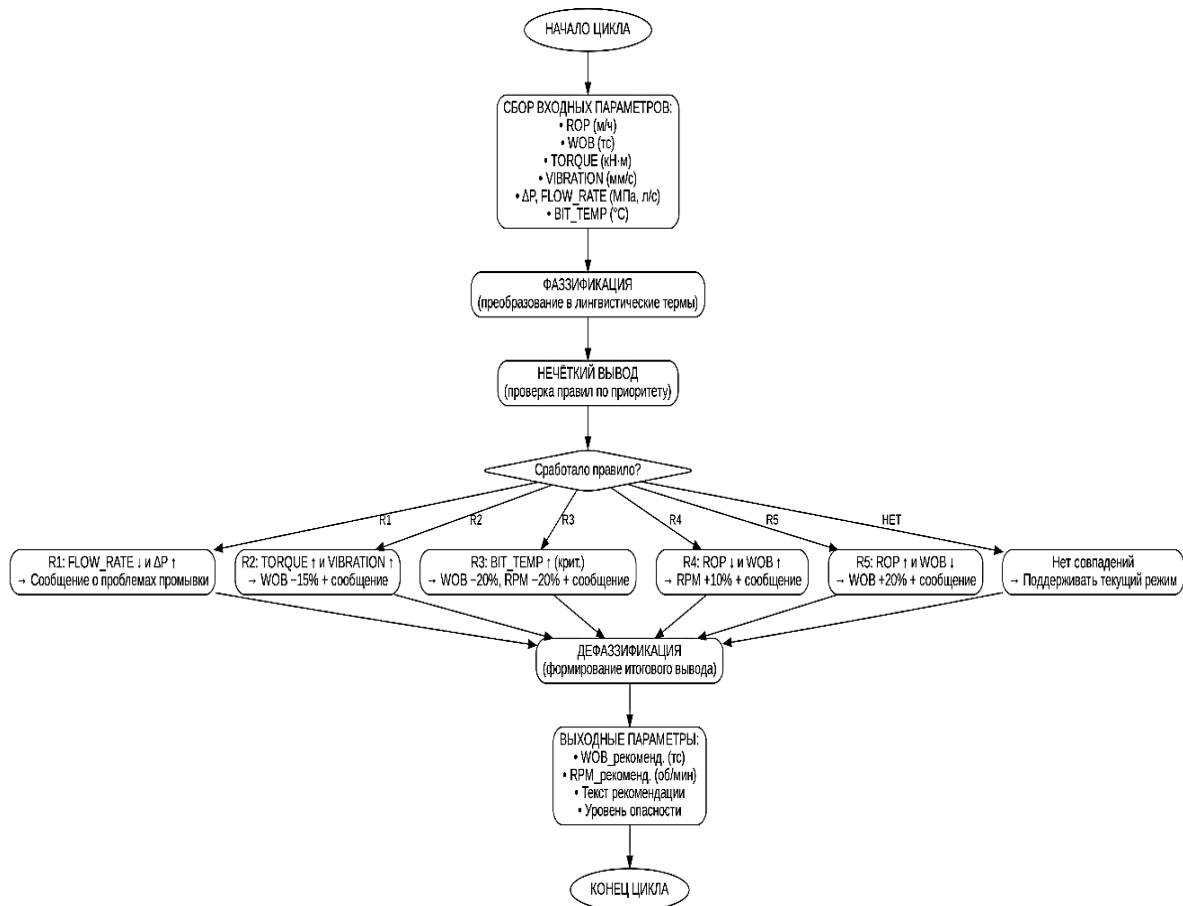 НАЧАЛО ЦИКЛА
СБОР ВХОДНЫХ ПАРАМЕТРОВ:
• ROP (м/ч)
• WOB (тс)
• TORQUE (кН·м)
• VIBRATION (мм/с)
• ΔP, FLOW_RATE (МПа, л/с)
• BIT_TEMP (°C)
ФАЗЗИФИКАЦИЯ
(преобразование в лингвистические термы)
НЕЧЁТКИЙ ВЫВОД
(проверка правил по приоритету)
Сработало правило?
R1
R2
R3
R4
R5
НЕТ
R1: FLOW_RATE ↓ и ΔP ↑
→ Сообщение о проблемах промывки
R2: TORQUE ↑ и VIBRATION ↑
→ WOB −15% + сообщение
R3: BIT_TEMP ↑ (крит.)
→ WOB −20%, RPM −20% + сообщение
R4: ROP ↓ и WOB ↑
→ RPM +10% + сообщение
R5: ROP ↑ и WOB ↓
→ WOB +20% + сообщение
Нет совпадений
→ Поддерживать текущий режим
ДЕФАЗЗИФИКАЦИЯ
(формирование итогового вывода)
ВЫХОДНЫЕ ПАРАМЕТРЫ:
• WOB_рекоменд. (тс)
• RPM_рекоменд. (об/мин)
• Текст рекомендации
• Уровень опасности
КОНЕЦ ЦИКЛА